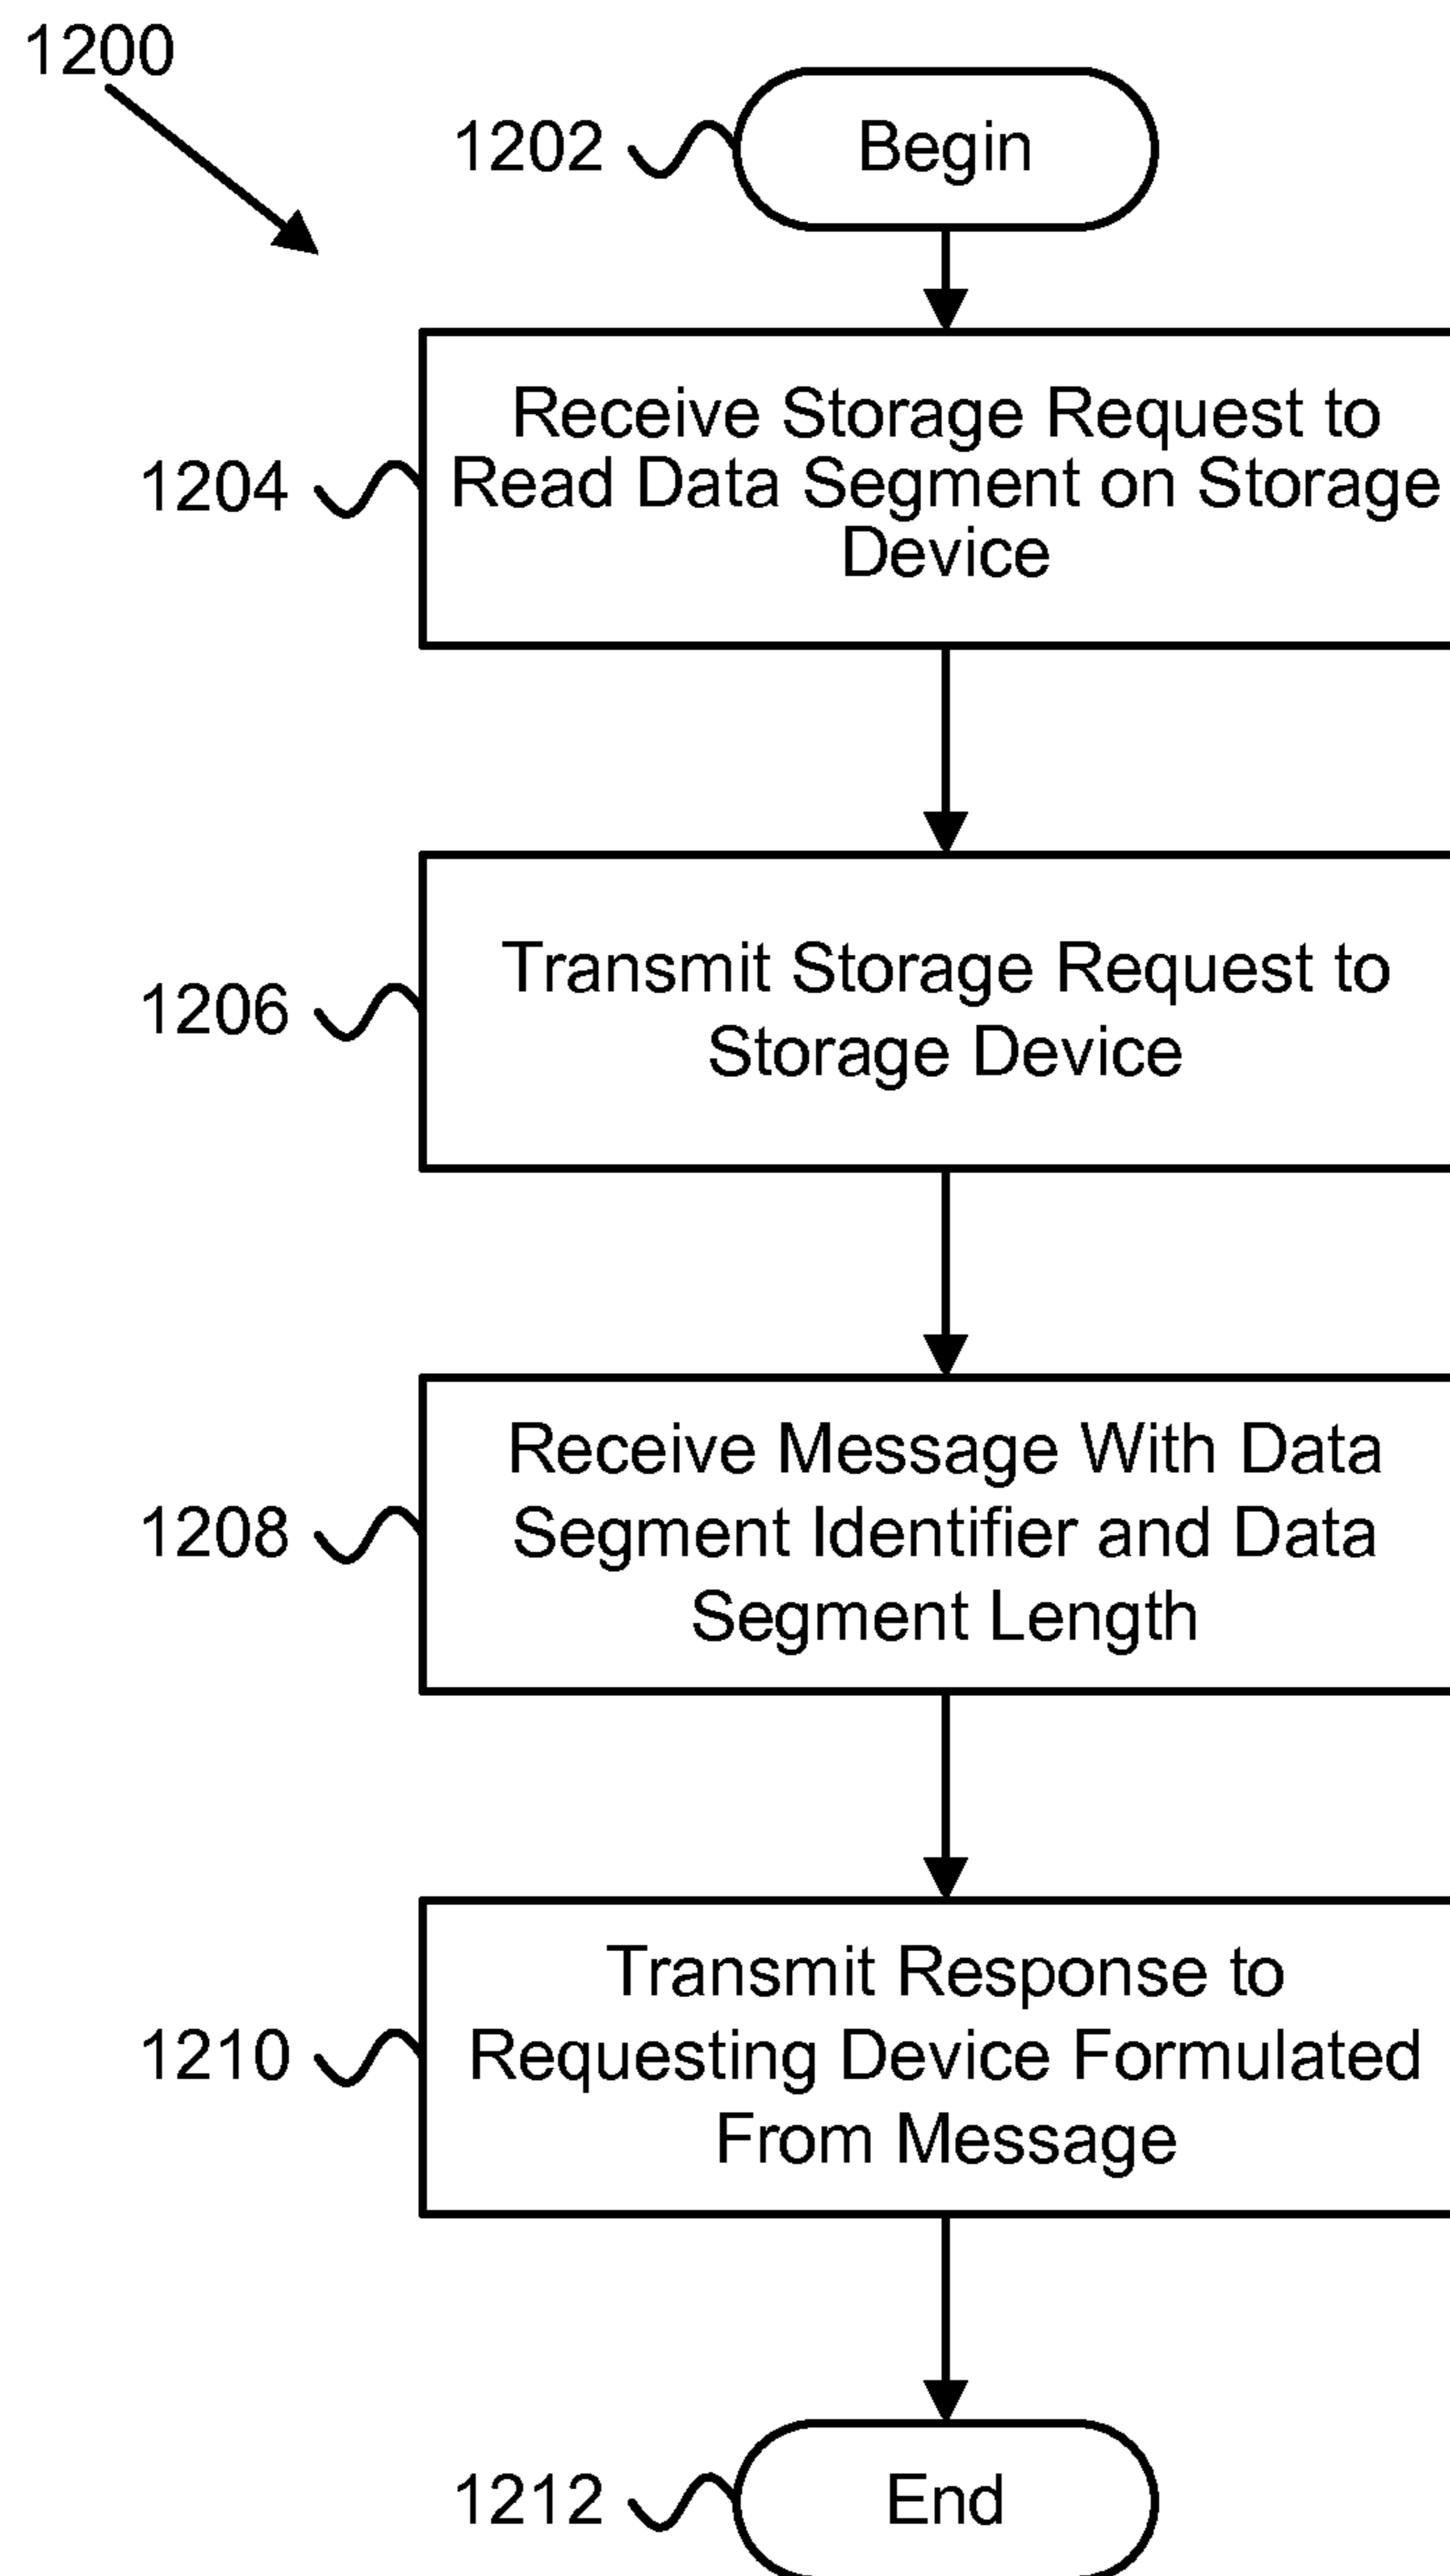 1200
1202
Begin
1204
Receive Storage Request to
Read Data Segment on Storage
Device
1206
Transmit Storage Request to
Storage Device
1208
Receive Message With Data
Segment Identifier and Data
Segment Length
1210
Transmit Response to
Requesting Device Formulated
From Message
1212
End